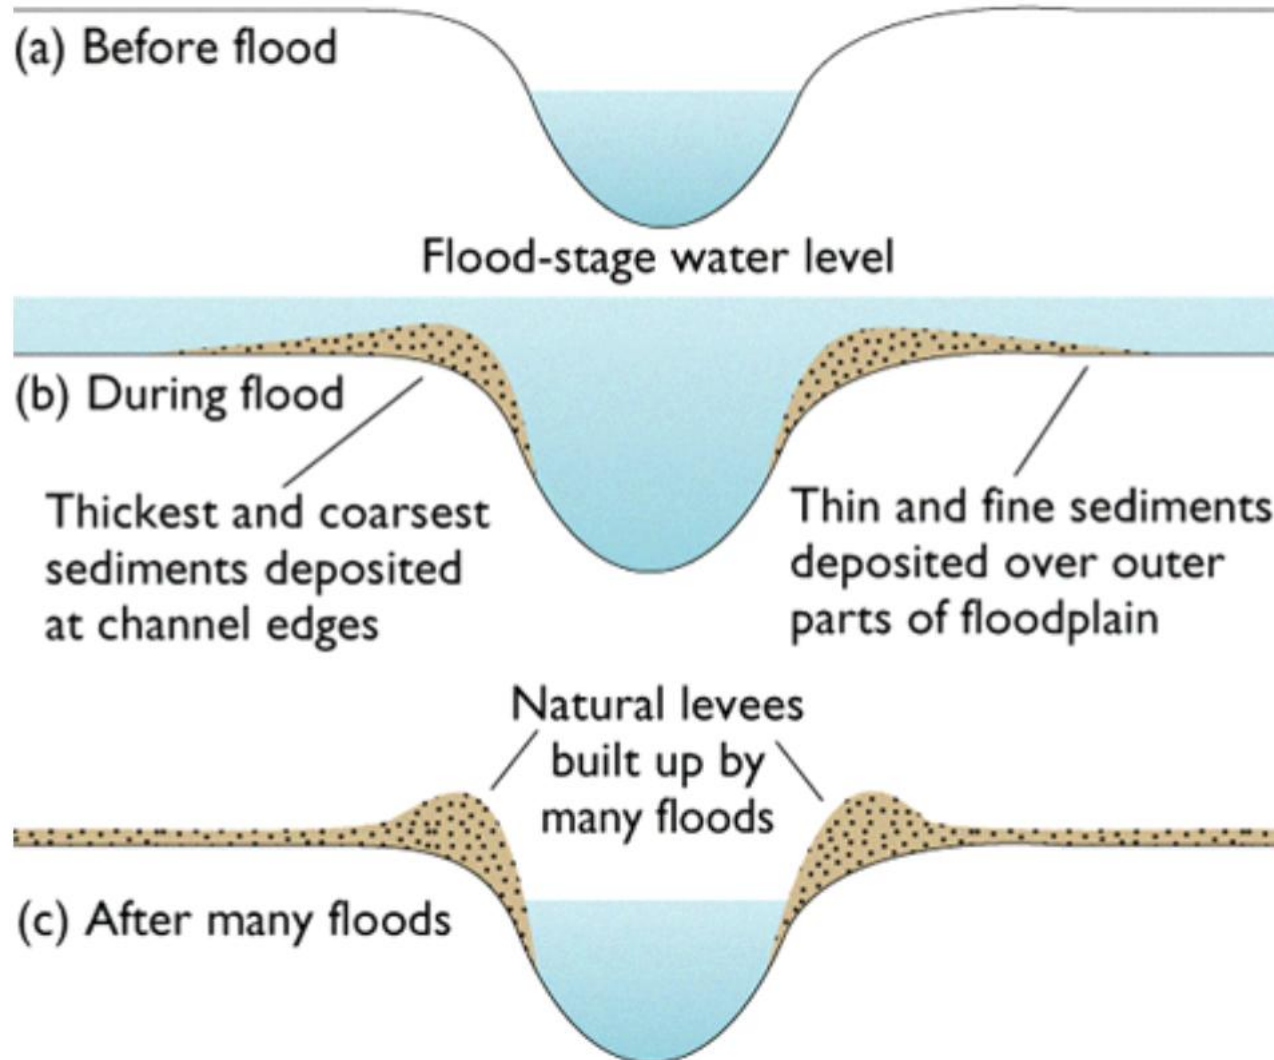 (a) Before flood
Flood-stage water level
(b) During flood
Thickest and coarsest
sediments deposited
at channel edges
Thin and fine sediments
deposited over outer
parts of floodplain
Natural levees
built up by
many floods
(c) After many floods